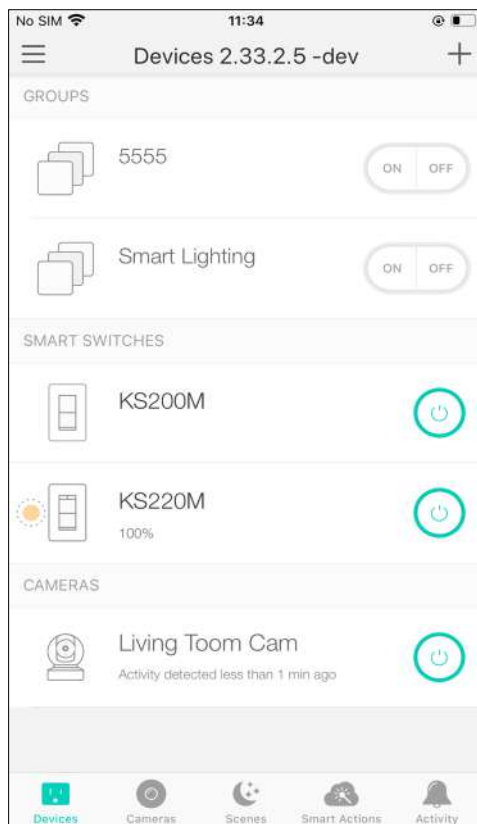 No SIM 11:34
Devices 2.33.2.5 -dev
GROUPS
5555
ON OFF
Smart Lighting
ON OFF
SMART SWITCHES
KS200M
KS220M
100%
CAMERAS
Living Toom Cam
Activity detected less than 1 min ago
Devices Cameras Scenes Smart Actions Activity